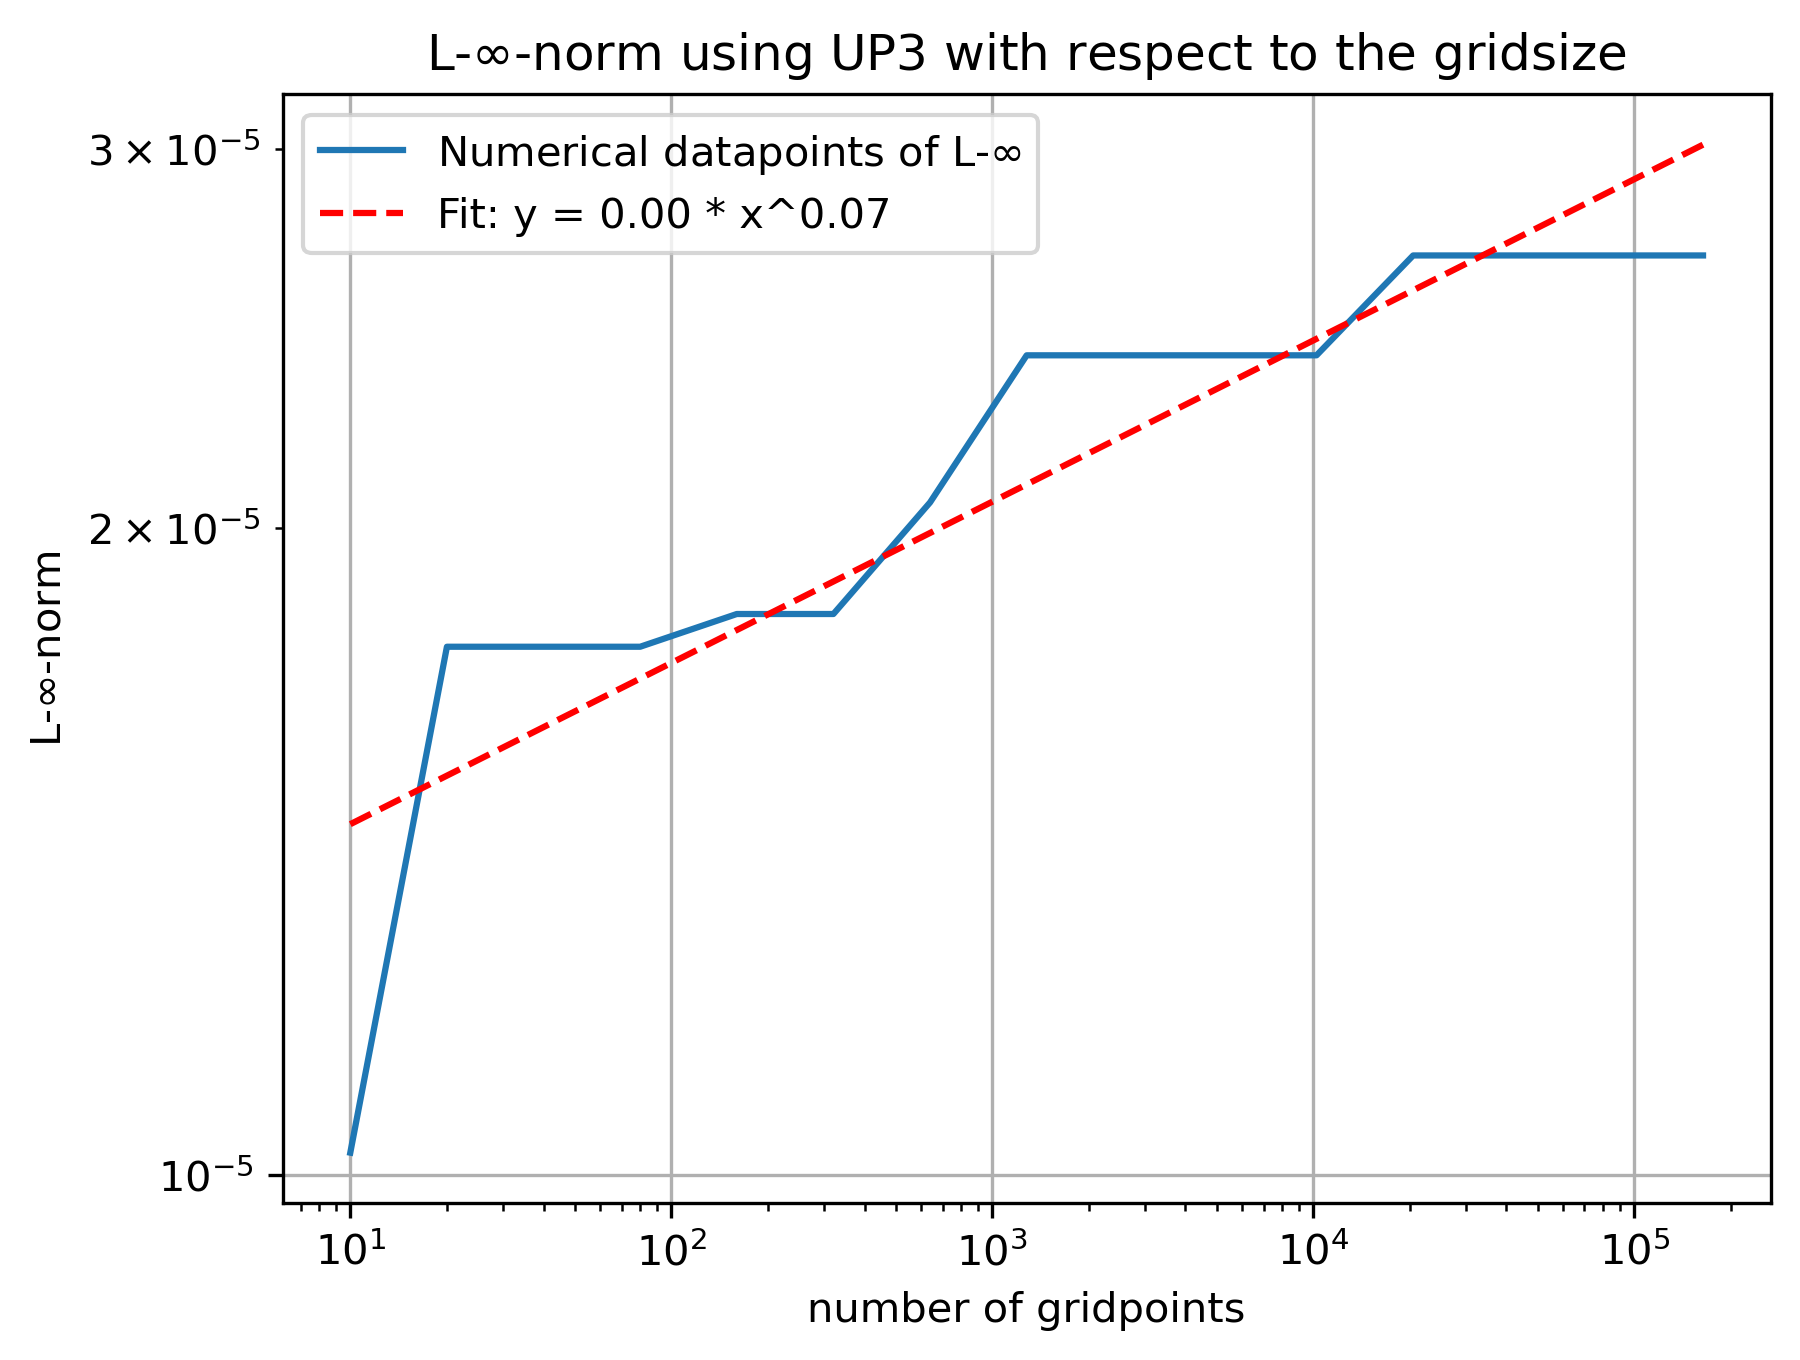 L-∞-norm using UP3 with respect to the gridsize
Numerical datapoints of L-∞
Fit: y = 0.00 * x^0.07
3 × 10⁻⁵
2 × 10⁻⁵
10⁻⁵
L-∞-norm
10¹ 10² 10³ 10⁴ 10⁵
number of gridpoints